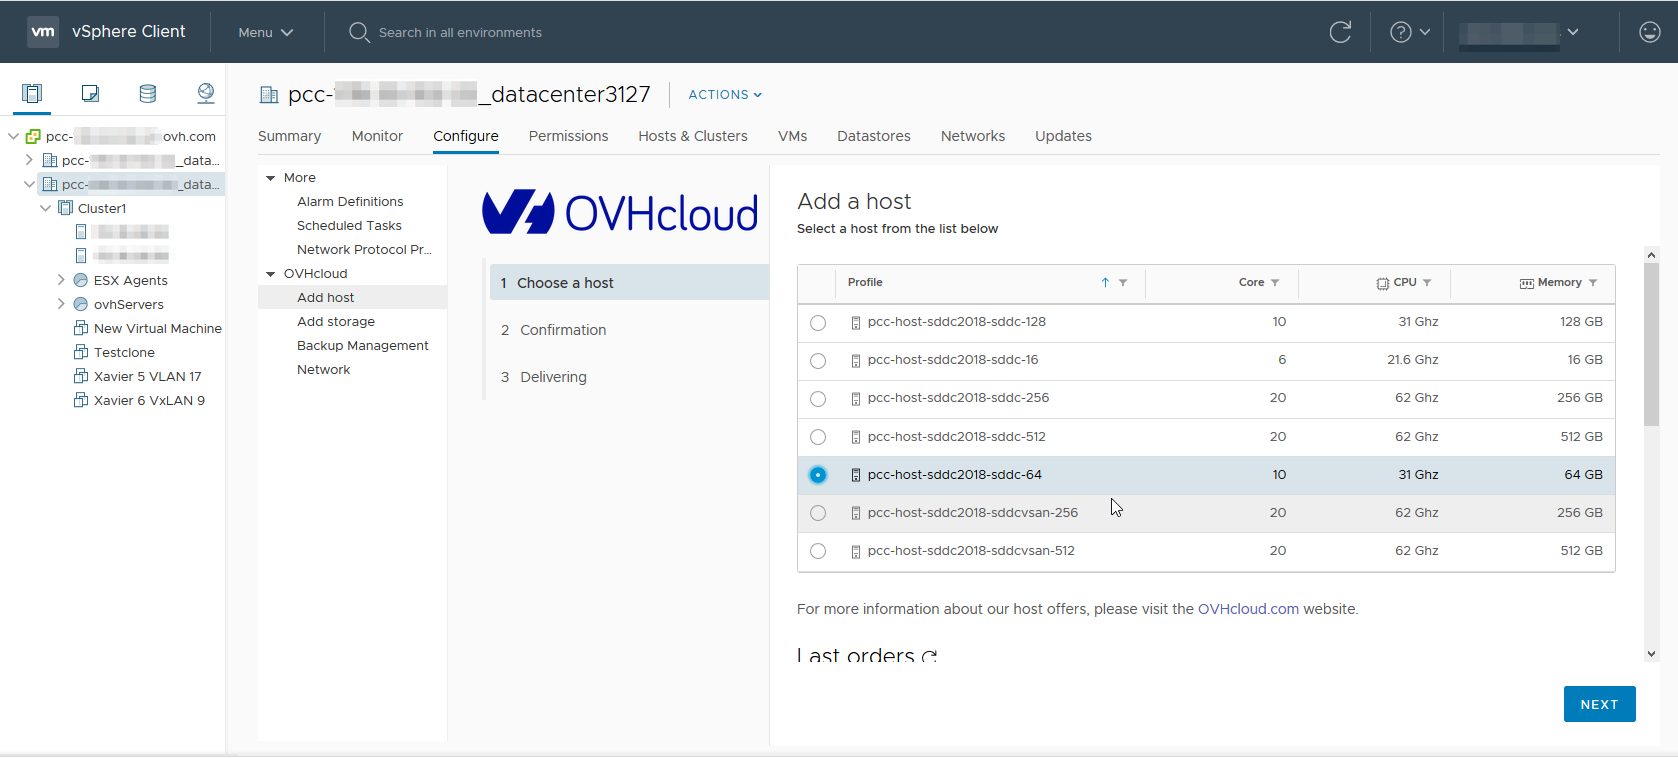 vm vSphere Client Menu Search in all environments
pcc- _datacenter3127 ACTIONS
Summary Monitor Configure Permissions Hosts & Clusters VMs Datastores Networks Updates
pcc- ovh.com
pcc- _data...
pcc- _data...
Cluster1
ESX Agents
ovhServers
New Virtual Machine
Testclone
Xavier 5 VLAN 17
Xavier 6 VxLAN 9
More
Alarm Definitions
Scheduled Tasks
Network Protocol Pr...
OVHcloud
Add host
Add storage
Backup Management
Network
OVHcloud
1 Choose a host
2 Confirmation
3 Delivering
Add a host
Select a host from the list below
Profile Core CPU Memory
pcc-host-sddc2018-sddc-128 10 31 Ghz 128 GB
pcc-host-sddc2018-sddc-16 6 21.6 Ghz 16 GB
pcc-host-sddc2018-sddc-256 20 62 Ghz 256 GB
pcc-host-sddc2018-sddc-512 20 62 Ghz 512 GB
pcc-host-sddc2018-sddc-64 10 31 Ghz 64 GB
pcc-host-sddc2018-sddcvsan-256 20 62 Ghz 256 GB
pcc-host-sddc2018-sddcvsan-512 20 62 Ghz 512 GB
For more information about our host offers, please visit the OVHcloud.com website.
Last orders
NEXT